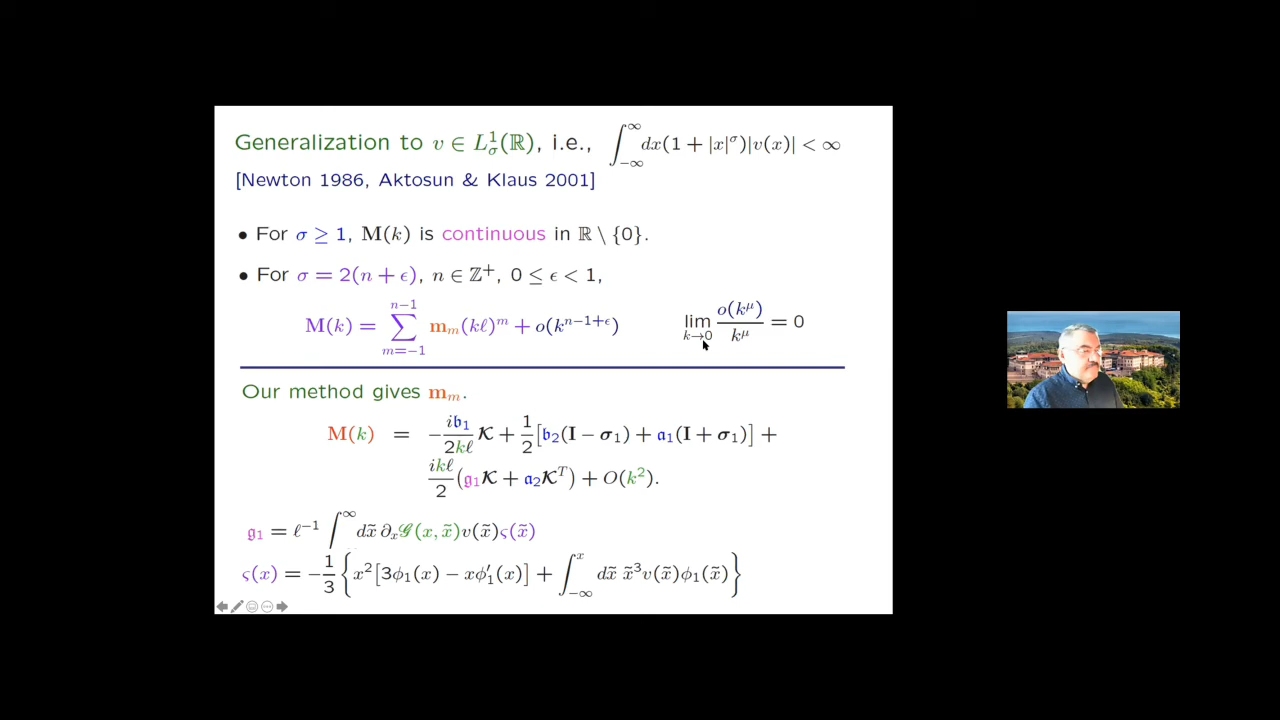 Generalization to v ∈ L¹_σ(ℝ), i.e., ∫_{−∞}^{∞} dx(1 + |x|^σ)|v(x)| < ∞
[Newton 1986, Aktosun & Klaus 2001]
• For σ ≥ 1, M(k) is continuous in ℝ \ {0}.
• For σ = 2(n + ϵ), n ∈ ℤ⁺, 0 ≤ ϵ < 1,
M(k) = ∑_{m=−1}^{n−1} m_m(kℓ)^m + o(k^{n−1+ϵ}) lim_{k→0} o(k^μ)/k^μ = 0
Our method gives m_m.
M(k) = −i𝔟₁/2kℓ 𝒦 + 1/2[𝔟₂(I − σ₁) + 𝔞₁(I + σ₁)] +
ikℓ/2 (𝔤₁𝒦 + 𝔞₂𝒦^T) + O(k²).
𝔤₁ = ℓ^{−1} ∫^{∞} dx̃ ∂ₓ𝒢(x, x̃)v(x̃)ς(x̃)
ς(x) = −1/3 {x²[3ϕ₁(x) − xϕ₁′(x)] + ∫_{−∞}^{x} dx̃ x̃³v(x̃)ϕ₁(x̃)}